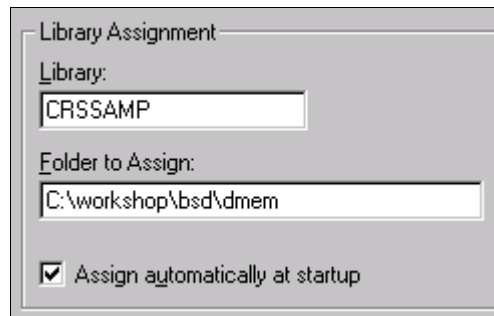 Library Assignment
Library:
CRSSAMP
Folder to Assign:
C:\workshop\bsd\dmem
Assign automatically at startup